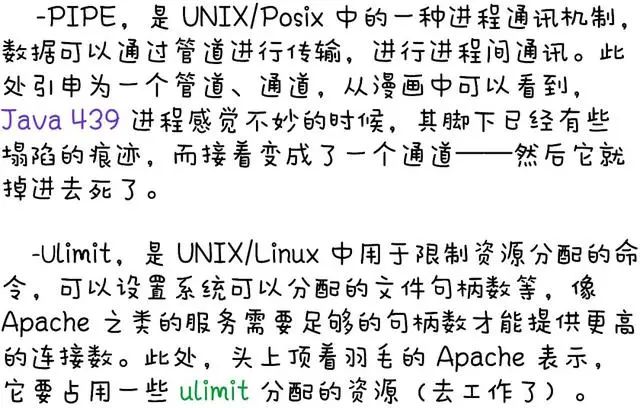 -PIPE，是 UNIX/Posix 中的一种进程通讯机制，
数据可以通过管道进行传输，进行进程间通讯。此
处引申为一个管道、通道，从漫画中可以看到，
Java 439 进程感觉不妙的时候，其脚下已经有些
塌陷的痕迹，而接着变成了一个通道——然后它就
掉进去死了。
-Ulimit，是 UNIX/Linux 中用于限制资源分配的命
令，可以设置系统可以分配的文件句柄数等，像
Apache 之类的服务需要足够的句柄数才能提供更高
的连接数。此处，头上顶着羽毛的 Apache 表示，
它要占用一些 ulimit 分配的资源（去工作了）。